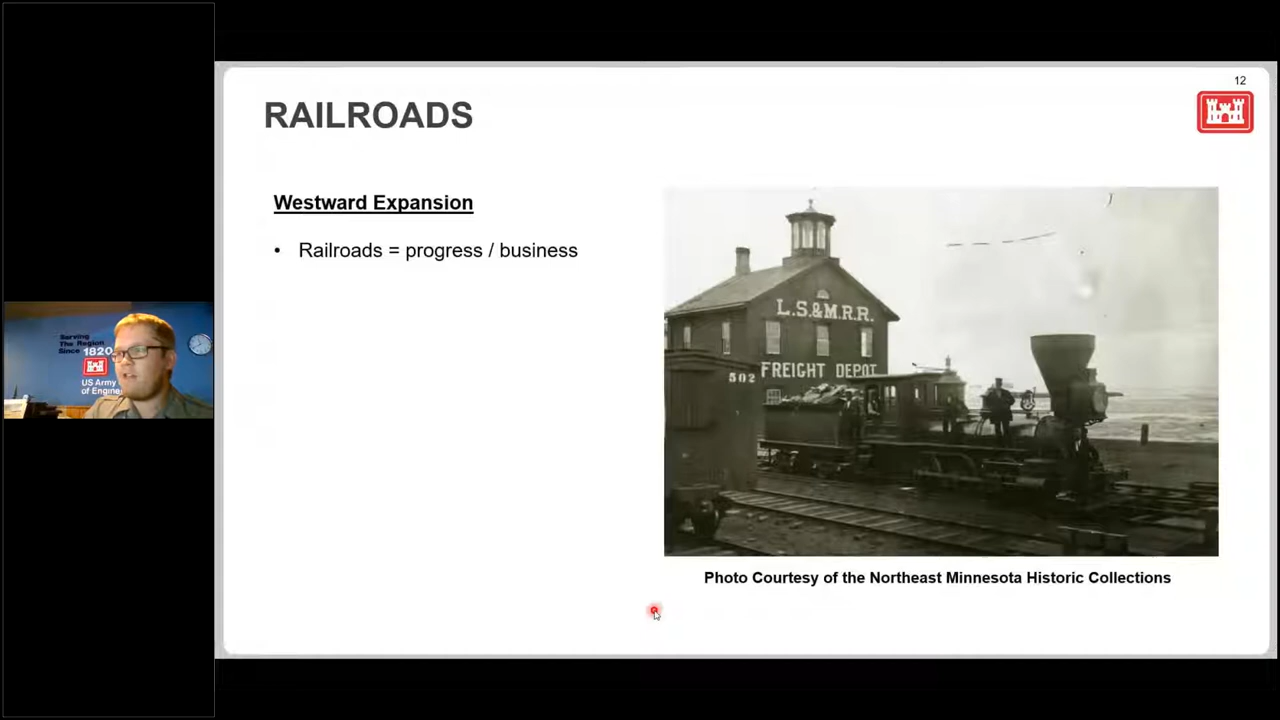 12
RAILROADS
Westward Expansion
• Railroads = progress / business
L.S.&M.R.R.
FREIGHT DEPOT
502
Photo Courtesy of the Northeast Minnesota Historic Collections
Serving
The Region
Since 1820
US Army
of Engine